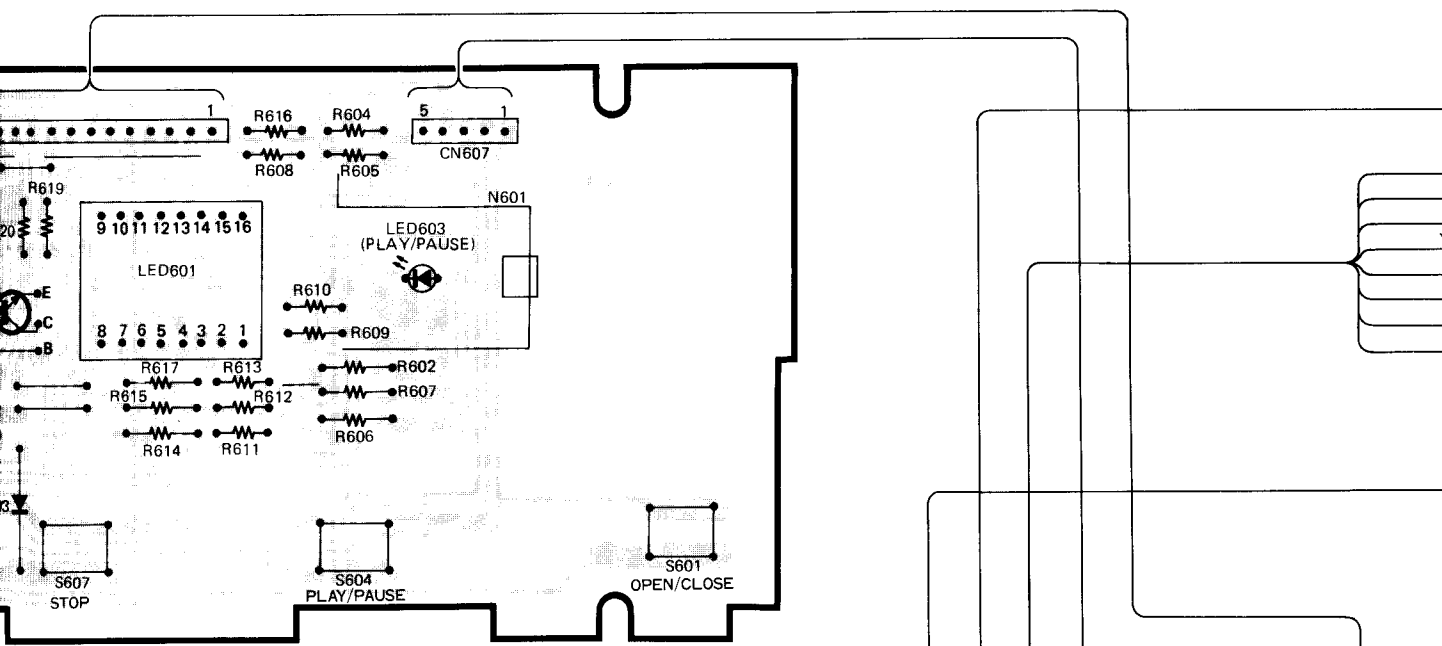 1
R616
R604
5
1
R608
R605
CN607
R619
N601
20
9 10 11 12 13 14 15 16
LED603
(PLAY/PAUSE)
LED601
E
R610
C
8 7 6 5 4 3 2 1
R609
B
R617
R613
R602
R615
R612
R607
R614
R611
R606
3
S607
STOP
S604
PLAY/PAUSE
S601
OPEN/CLOSE